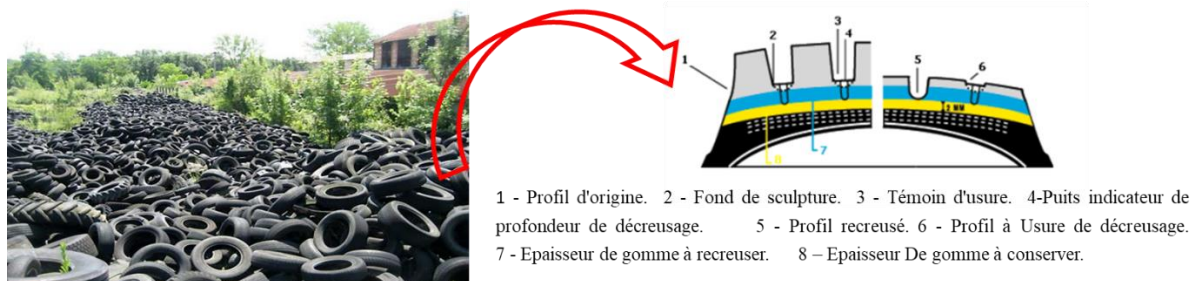 1
2
3
4
5
6
2 MM
7
8
1 - Profil d'origine. 2 - Fond de sculpture. 3 - Témoin d'usure. 4-Puits indicateur de
profondeur de décreusage. 5 - Profil recreusé. 6 - Profil à Usure de décreusage.
7 - Epaisseur de gomme à recreuser. 8 – Epaisseur De gomme à conserver.